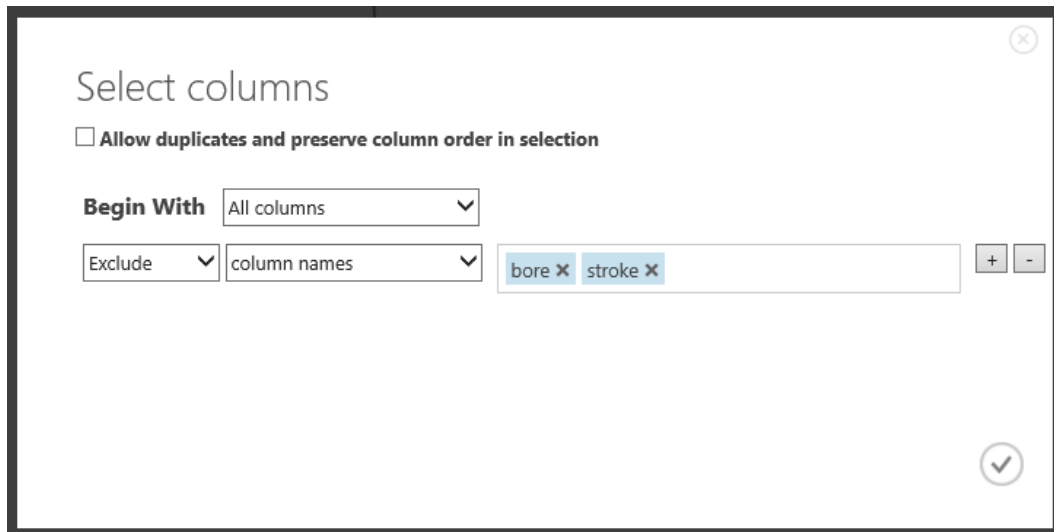 Select columns
Allow duplicates and preserve column order in selection
Begin With All columns
Exclude column names bore stroke + -